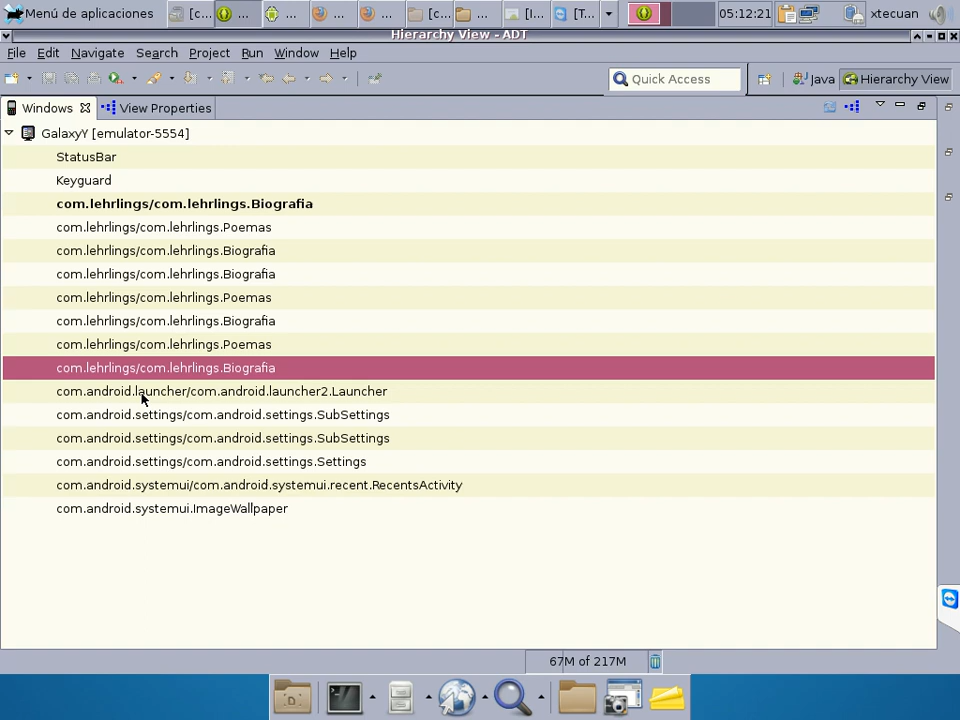 Menú de aplicaciones
[c...
...
...
...
...
[c...
...
[I...
[T...
05:12:21
xtecuan
Hierarchy View - ADT
File Edit Navigate Search Project Run Window Help
Quick Access
Java
Hierarchy View
Windows
View Properties
GalaxyY [emulator-5554]
StatusBar
Keyguard
com.lehrlings/com.lehrlings.Biografia
com.lehrlings/com.lehrlings.Poemas
com.lehrlings/com.lehrlings.Biografia
com.lehrlings/com.lehrlings.Biografia
com.lehrlings/com.lehrlings.Poemas
com.lehrlings/com.lehrlings.Biografia
com.lehrlings/com.lehrlings.Poemas
com.lehrlings/com.lehrlings.Biografia
com.android.launcher/com.android.launcher2.Launcher
com.android.settings/com.android.settings.SubSettings
com.android.settings/com.android.settings.SubSettings
com.android.settings/com.android.settings.Settings
com.android.systemui/com.android.systemui.recent.RecentsActivity
com.android.systemui.ImageWallpaper
67M of 217M
D